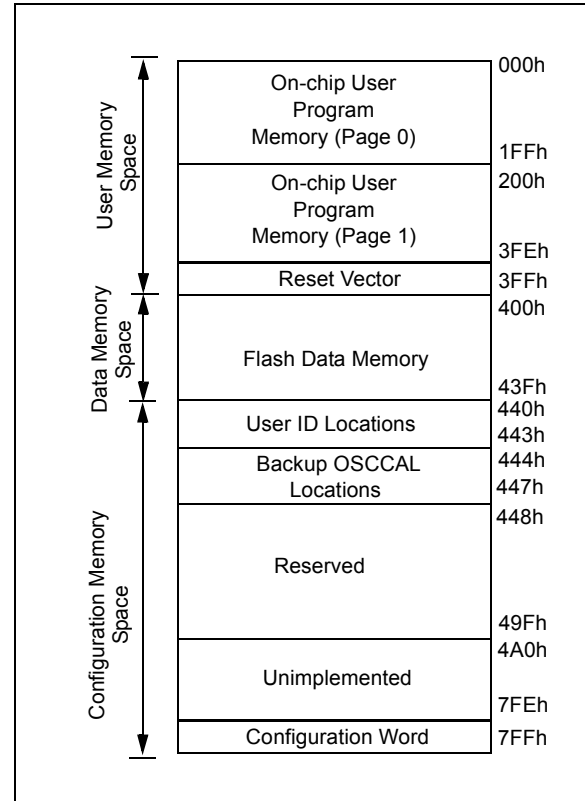 000h
On-chip User
Program
Memory (Page 0)
1FFh
200h
On-chip User
Program
Memory (Page 1)
3FEh
Reset Vector
3FFh
User Memory
Space
400h
Flash Data Memory
43Fh
Data Memory
Space
440h
User ID Locations
443h
444h
Backup OSCCAL
Locations
447h
448h
Reserved
49Fh
4A0h
Unimplemented
7FEh
Configuration Word
7FFh
Configuration Memory
Space